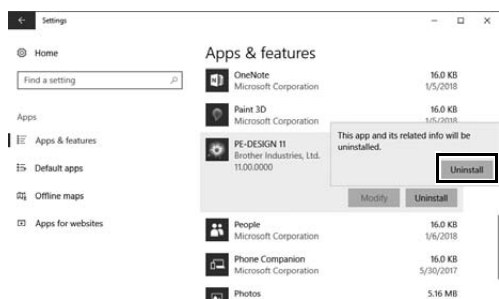 Settings
Home
Find a setting
Apps
Apps & features
Default apps
Offline maps
Apps for websites
Apps & features
OneNote 16.0 KB
Microsoft Corporation 1/5/2018
Paint 3D 16.0 KB
Microsoft Corporation 1/5/2018
PE-DESIGN 11
Brother Industries, Ltd.
11.00.0000
This app and its related info will be
uninstalled.
Uninstall
Modify Uninstall
People 16.0 KB
Microsoft Corporation 1/6/2018
Phone Companion 16.0 KB
Microsoft Corporation 5/30/2017
Photos 5.16 MB